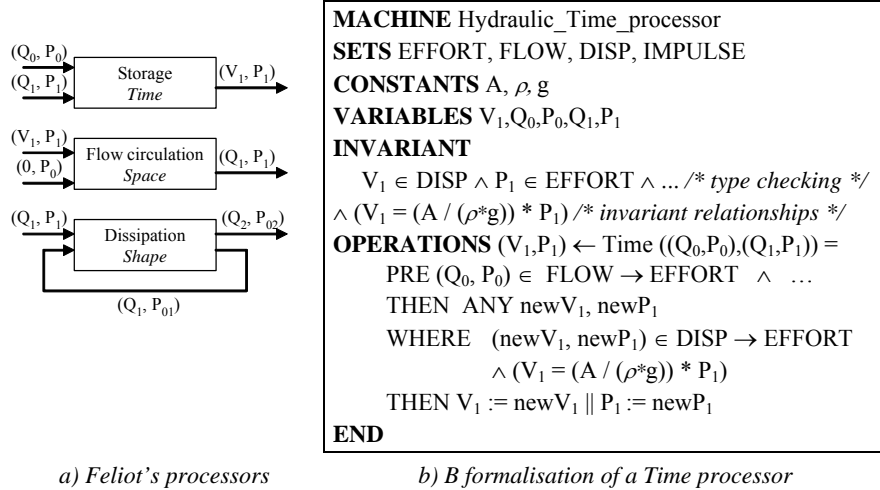 (Q0, P0)
(Q1, P1)
Storage
Time
(V1, P1)
(V1, P1)
(0, P0)
Flow circulation
Space
(Q1, P1)
(Q1, P1)
Dissipation
Shape
(Q2, P02)
(Q1, P01)
a) Feliot's processors
MACHINE Hydraulic_Time_processor
SETS EFFORT, FLOW, DISP, IMPULSE
CONSTANTS A, ρ, g
VARIABLES V1,Q0,P0,Q1,P1
INVARIANT
V1 ∈ DISP ∧ P1 ∈ EFFORT ∧ ... /* type checking */
∧ (V1 = (A / (ρ*g)) * P1) /* invariant relationships */
OPERATIONS (V1,P1) ← Time ((Q0,P0),(Q1,P1)) =
PRE (Q0, P0) ∈ FLOW → EFFORT ∧ …
THEN ANY newV1, newP1
WHERE (newV1, newP1) ∈ DISP → EFFORT
∧ (V1 = (A / (ρ*g)) * P1)
THEN V1 := newV1 || P1 := newP1
END
b) B formalisation of a Time processor